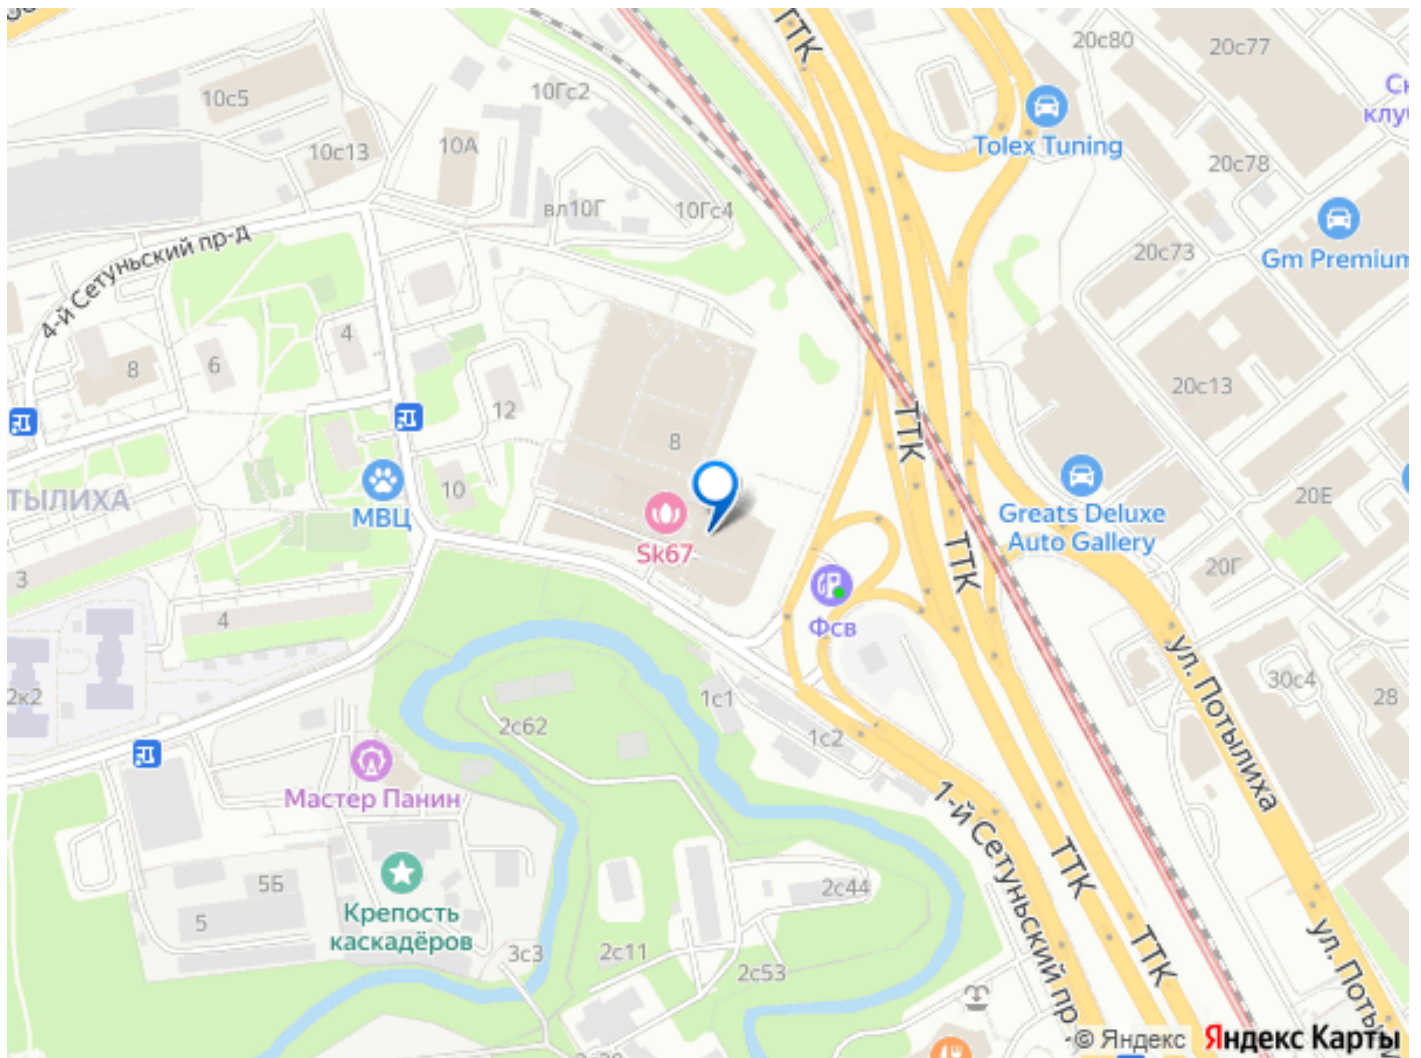 ТТК
20с80
20с77
10с5
10Гс2
Tolex Tuning
10с13
10А
20с78
вл10Г
10Гс4
4-й Сетуньский пр-д
20с73
Gm Premium
4
6
8
20с13
12
8
ТТК
10
ТЫЛИХА
МВЦ
20Е
Greats Deluxe
Auto Gallery
Sk67
ТТК
20Г
3
Фсв
4
ул. Потылиха
2к2
1с1
30с4
28
2с62
1с2
Мастер Панин
1-й Сетуньский пр
ТТК
5Б
2с44
Крепость
каскадёров
5
3с3
2с11
2с53
ТТК
ул. Поты
© Яндекс
Яндекс Карты